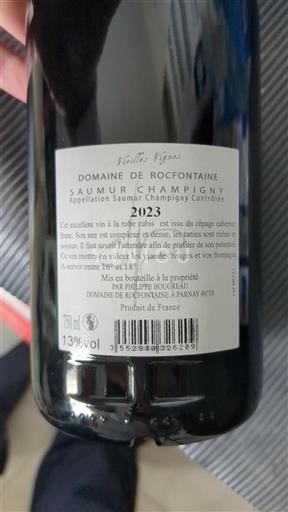 Vieilles Vignes
DOMAINE DE ROCFONTAINE
SAUMUR CHAMPIGNY
Appellation Saumur Champigny Contrôlée
2023
Cet excellent vin à la robe rubis est issu du cépage cabernet
franc. Son nez est complexe et dense, les tanins sont riches et
soyeux. Il faut savoir l'attendre afin de profiter de son potentiel.
Ce vin mettra en valeur les viandes rouges et vos fromages.
A servir entre 16° et 18°.
Mis en bouteille à la propriété
PAR PHILIPPE BOUGREAU
DOMAINE DE ROCFONTAINE À PARNAY 49730
Produit de France
750 ml
13%vol
3 552940 326209